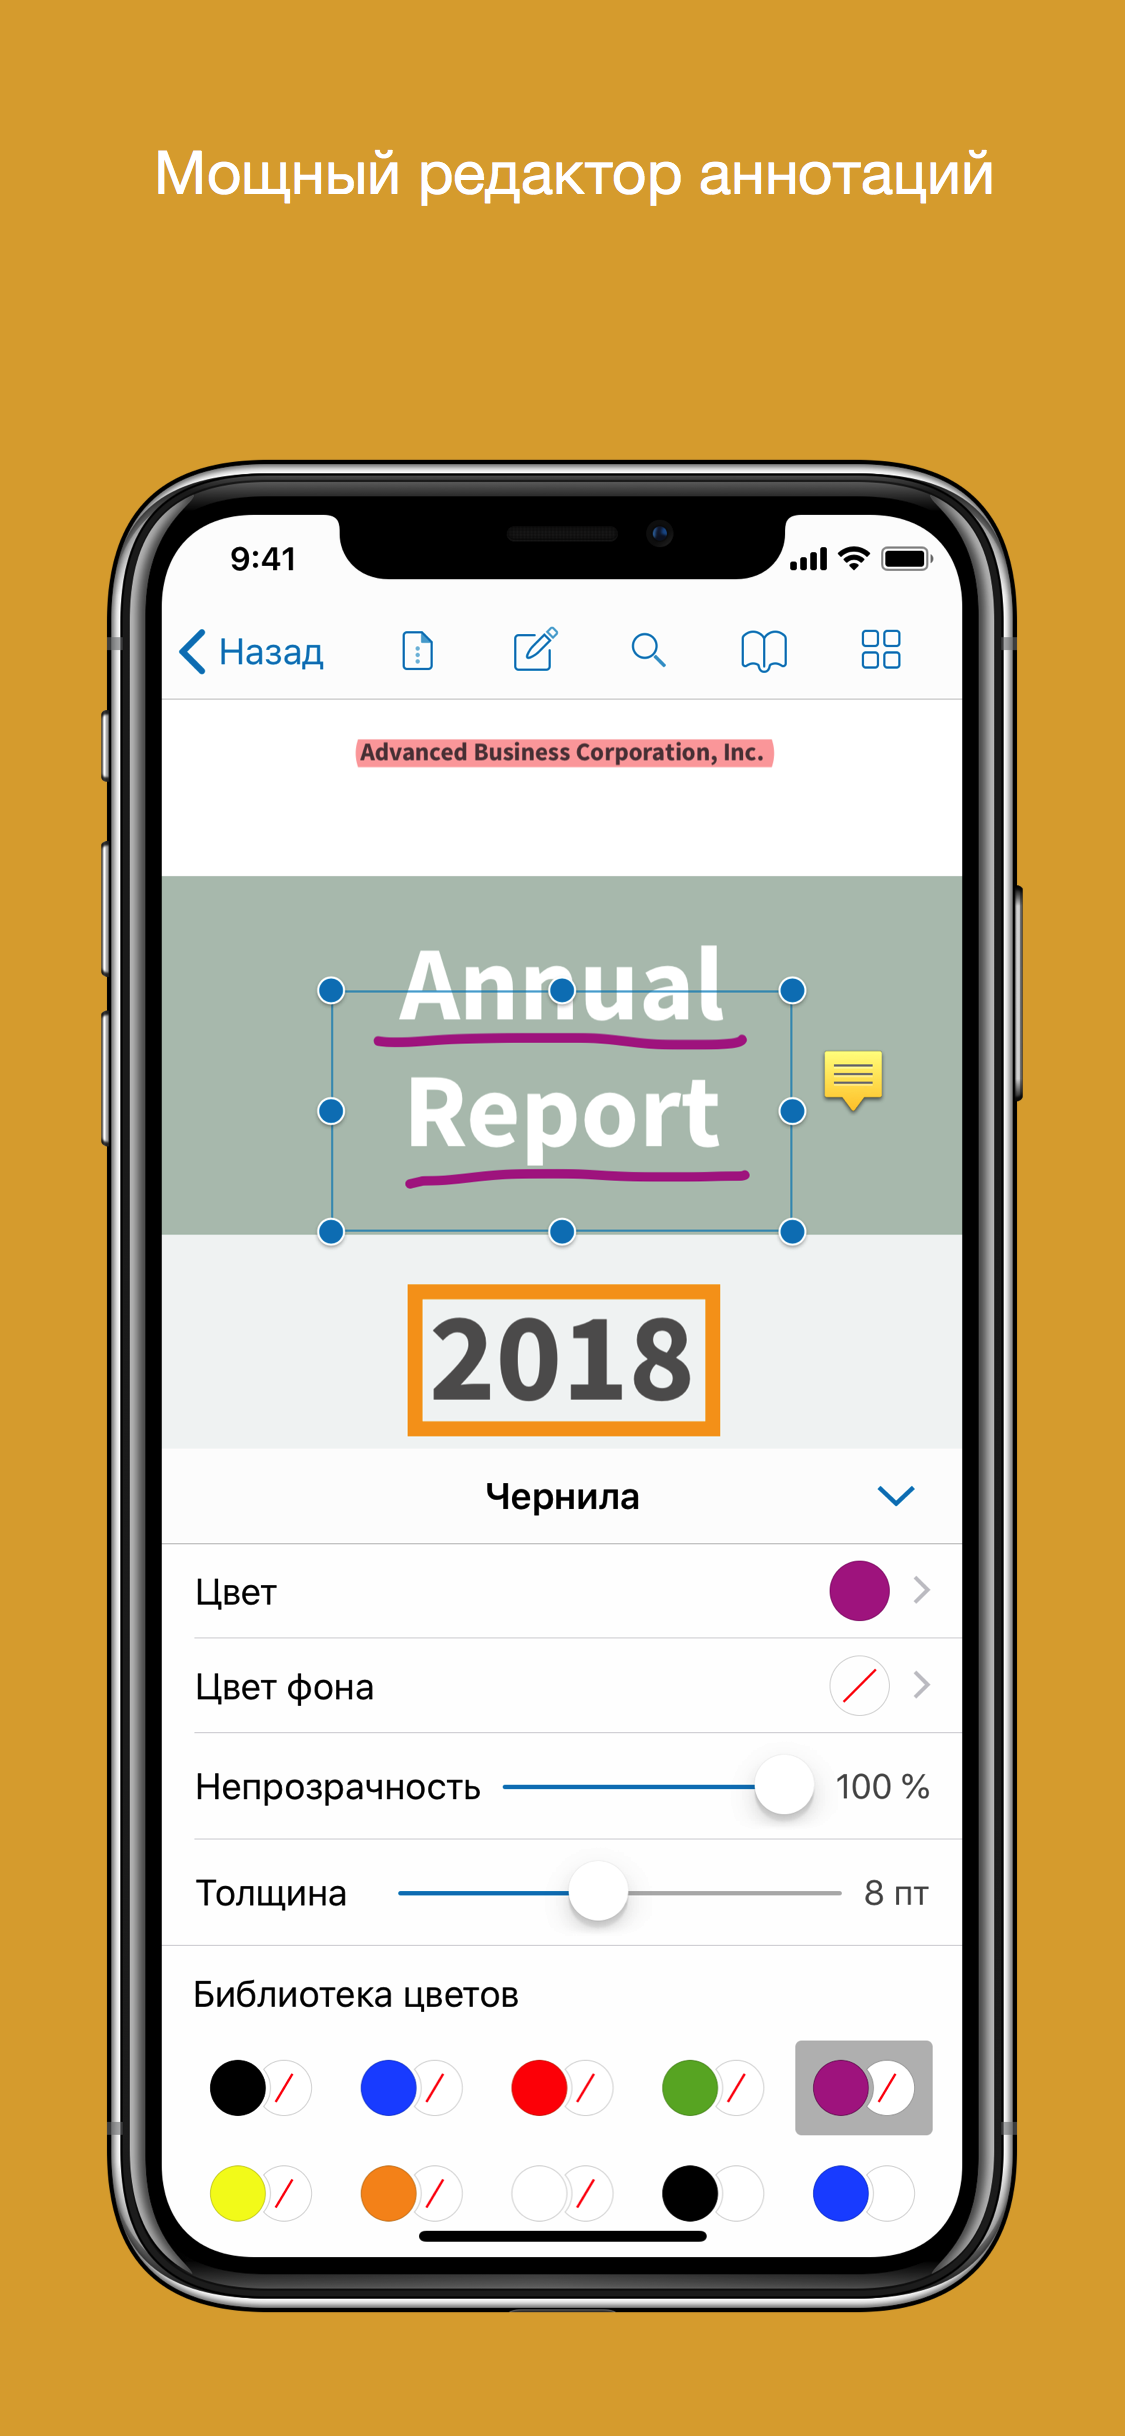 Мощный редактор аннотаций
9:41
Назад
Advanced Business Corporation, Inc.
Annual
Report
2018
Чернила
Цвет
Цвет фона
Непрозрачность 100 %
Толщина 8 пт
Библиотека цветов